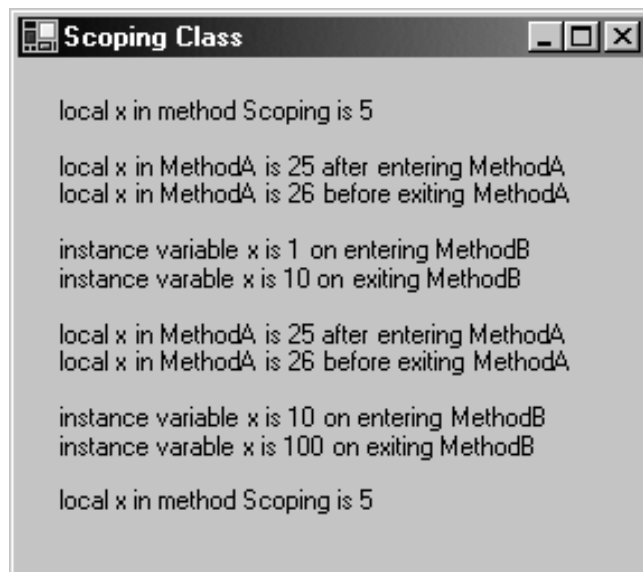 Scoping Class
local x in method Scoping is 5
local x in MethodA is 25 after entering MethodA
local x in MethodA is 26 before exiting MethodA
instance variable x is 1 on entering MethodB
instance varable x is 10 on exiting MethodB
local x in MethodA is 25 after entering MethodA
local x in MethodA is 26 before exiting MethodA
instance variable x is 10 on entering MethodB
instance varable x is 100 on exiting MethodB
local x in method Scoping is 5